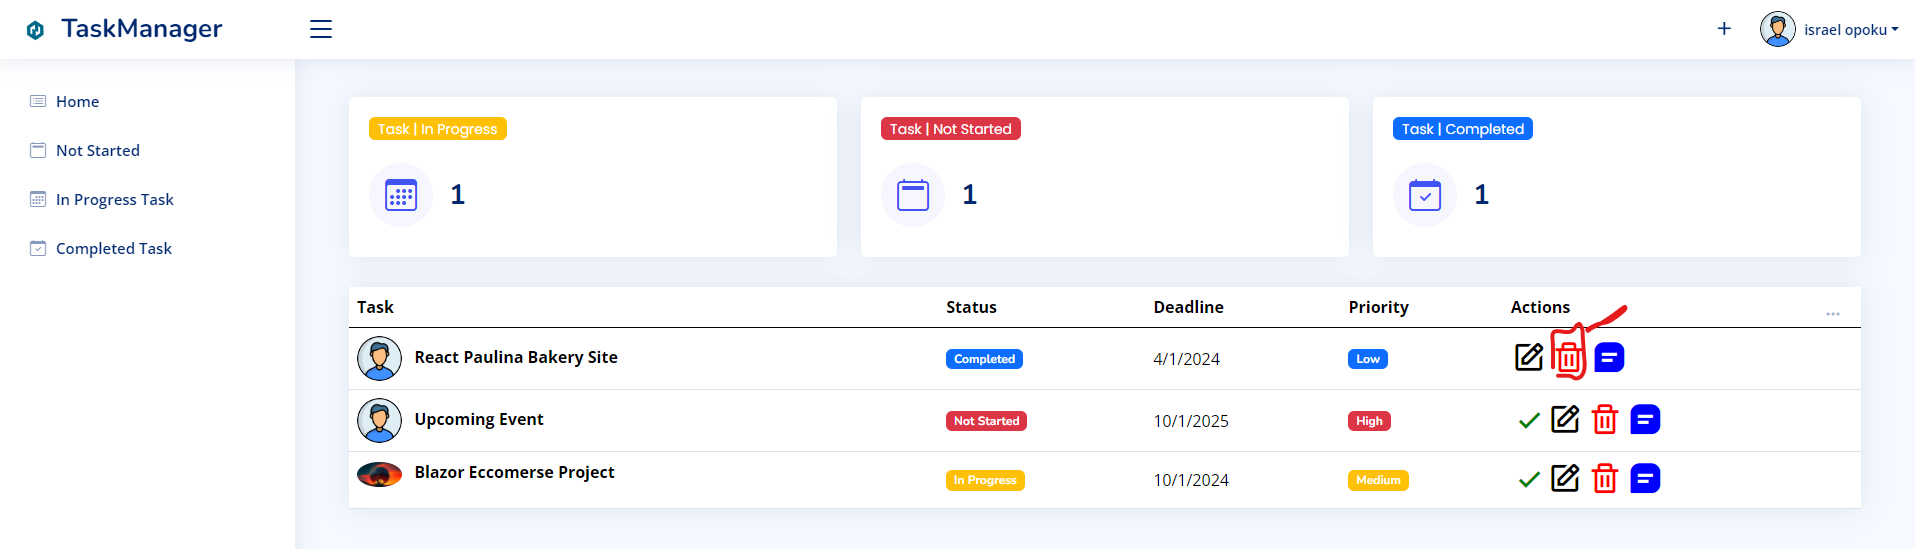 TaskManager
+ israel opoku
Home
Not Started
In Progress Task
Completed Task
Task | In Progress
1
Task | Not Started
1
Task | Completed
1
Task Status Deadline Priority Actions ...
React Paulina Bakery Site Completed 4/1/2024 Low
Upcoming Event Not Started 10/1/2025 High
Blazor Eccomerse Project In Progress 10/1/2024 Medium